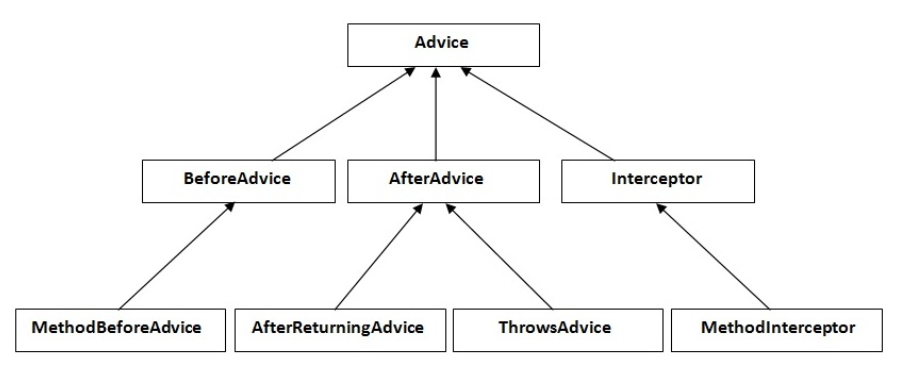 Advice
BeforeAdvice
AfterAdvice
Interceptor
MethodBeforeAdvice
AfterReturningAdvice
ThrowsAdvice
MethodInterceptor